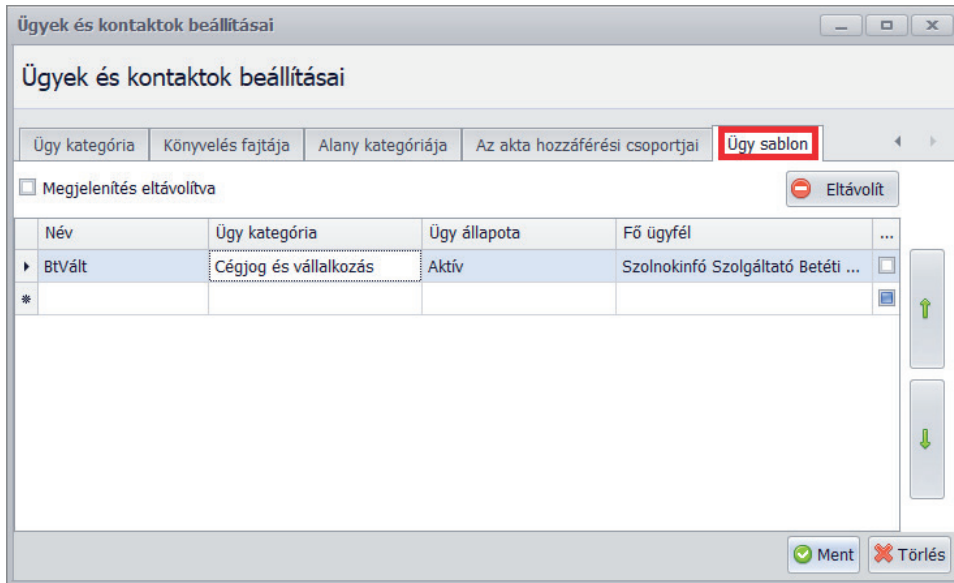 Ügyek és kontaktok beállításai
Ügyek és kontaktok beállításai
Ügy kategória Könyvelés fajtája Alany kategóriája Az akta hozzáférési csoportjai Ügy sablon
Megjelenítés eltávolítva Eltávolít
Név Ügy kategória Ügy állapota Fő ügyfél ...
BtVált Cégjog és vállalkozás Aktív Szolnokinfó Szolgáltató Betéti ...
Ment Törlés